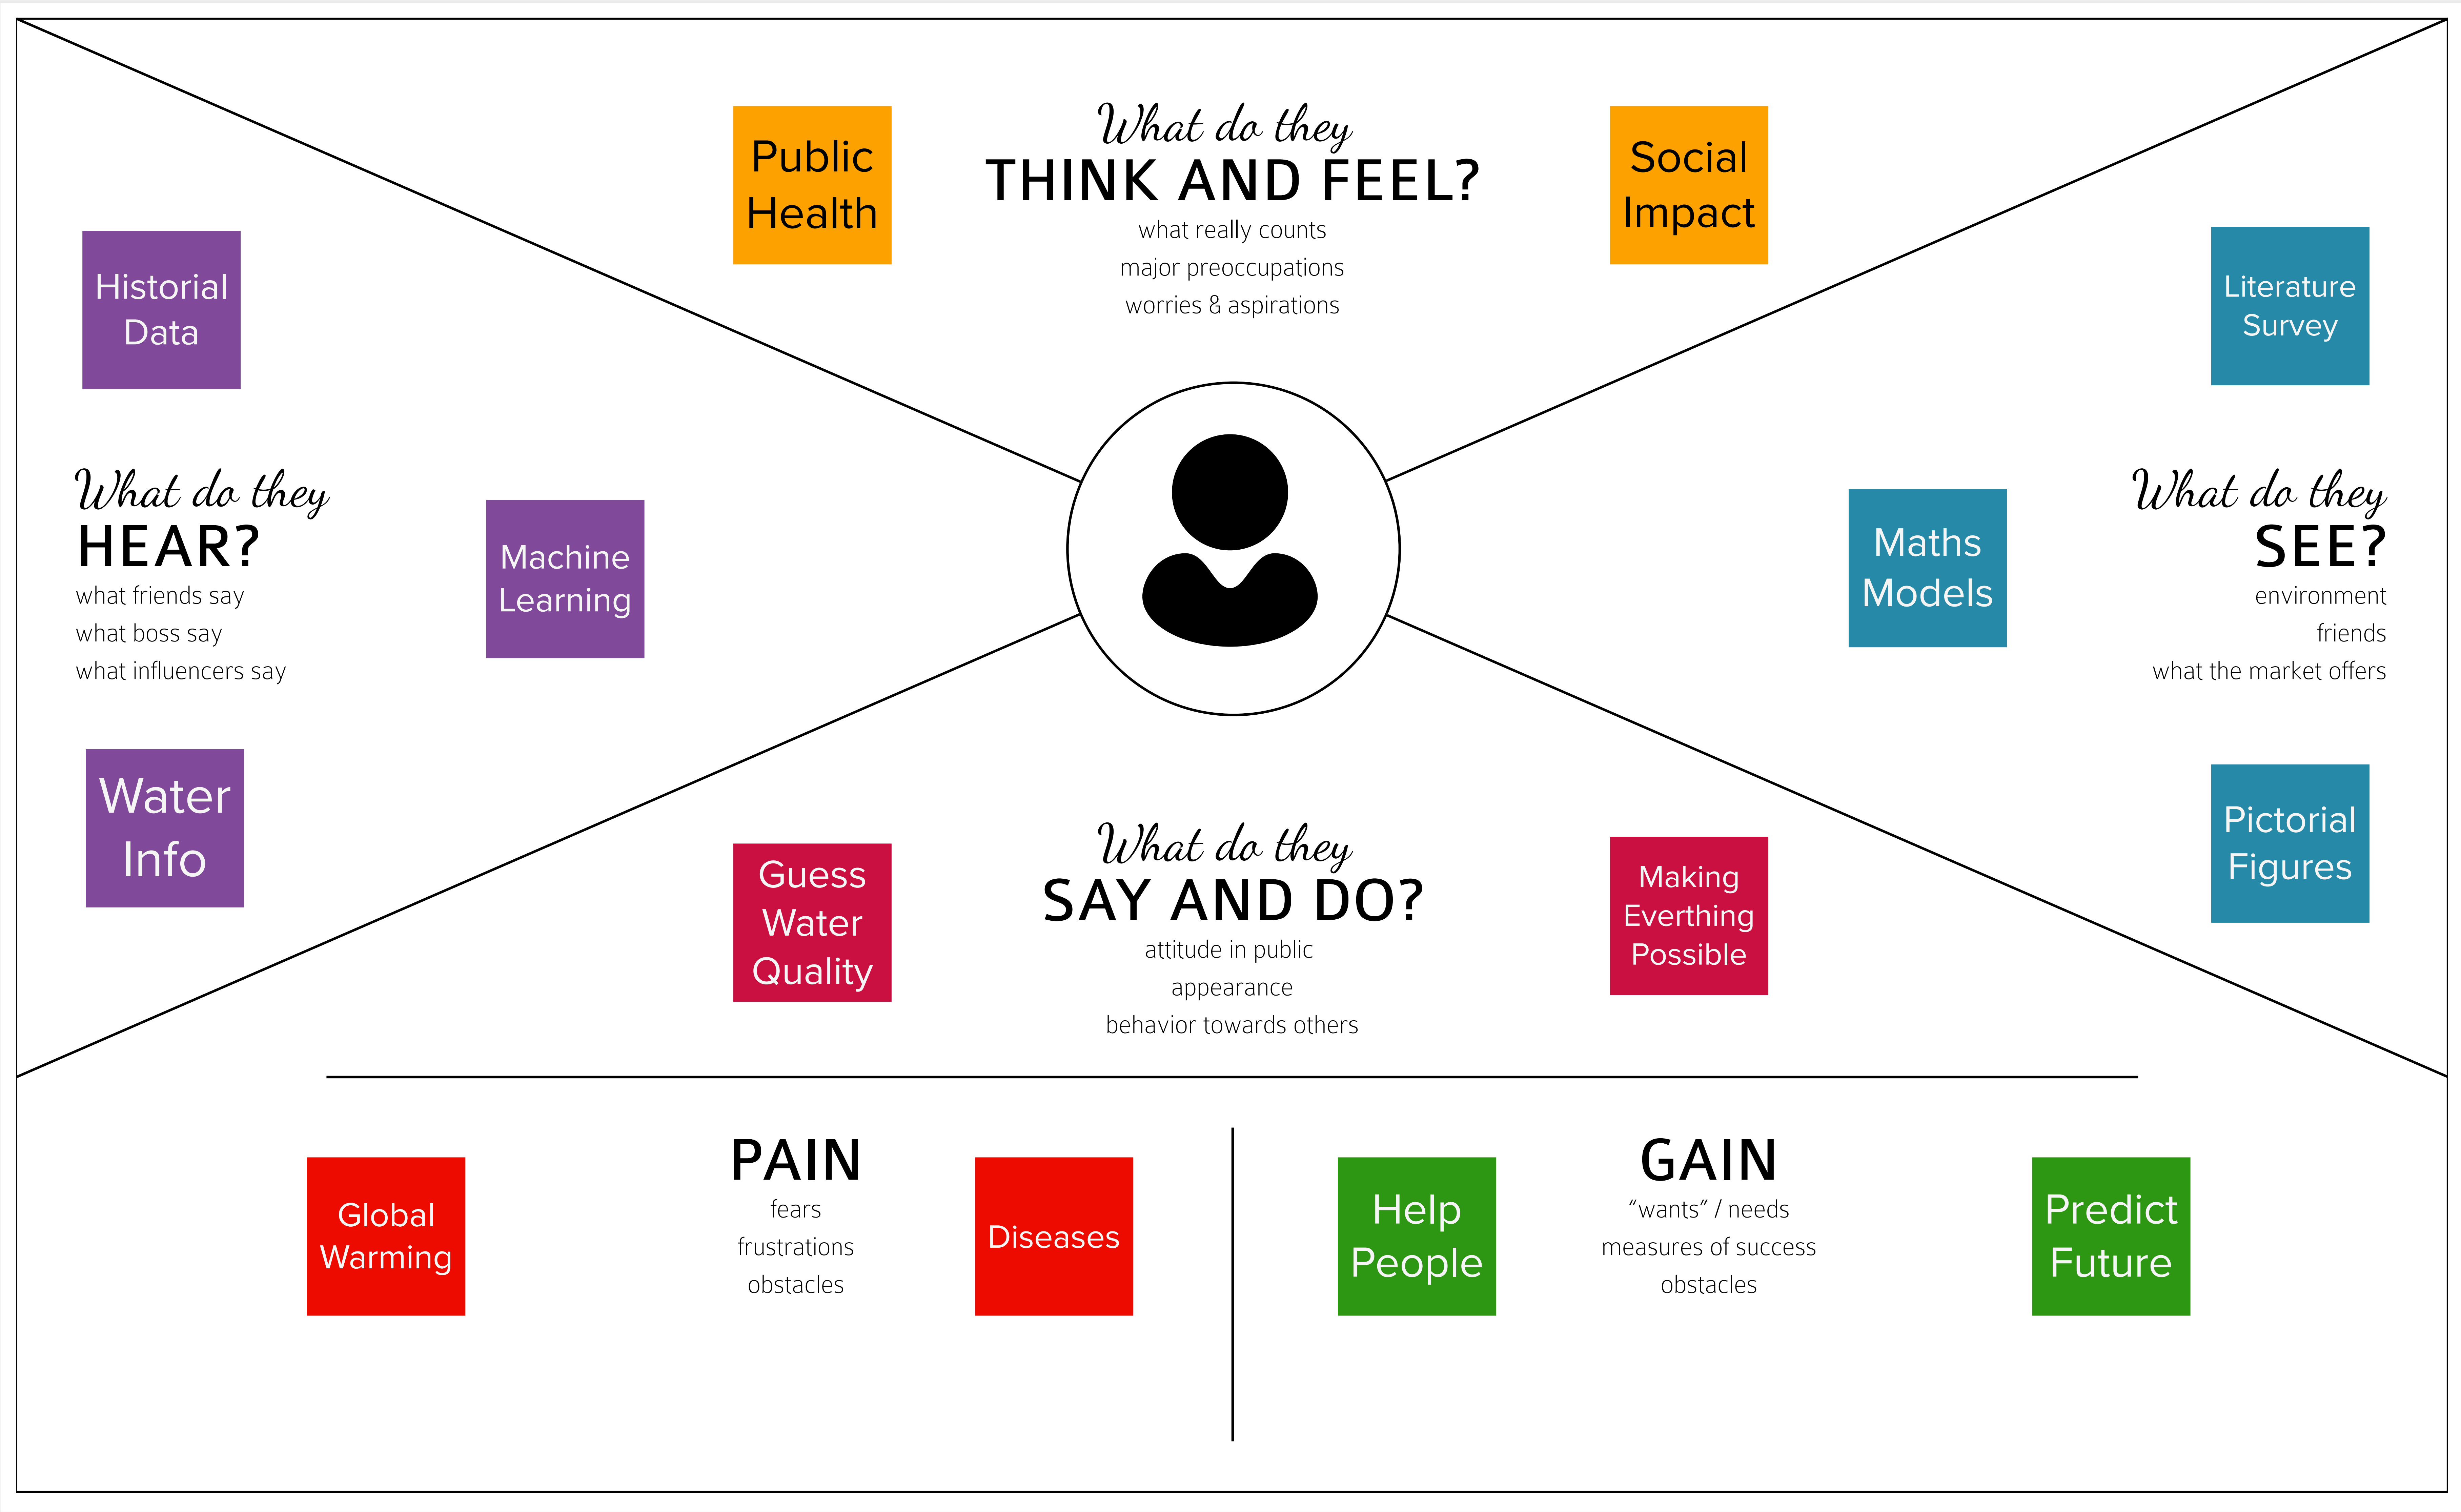 What do they
THINK AND FEEL?
what really counts
major preoccupations
worries & aspirations
Public
Health
Social
Impact
Historial
Data
What do they
HEAR?
what friends say
what boss say
what influencers say
Machine
Learning
Water
Info
Literature
Survey
Maths
Models
What do they
SEE?
environment
friends
what the market offers
Pictorial
Figures
Guess
Water
Quality
What do they
SAY AND DO?
attitude in public
appearance
behavior towards others
Making
Everthing
Possible
Global
Warming
PAIN
fears
frustrations
obstacles
Diseases
Help
People
GAIN
“wants” / needs
measures of success
obstacles
Predict
Future